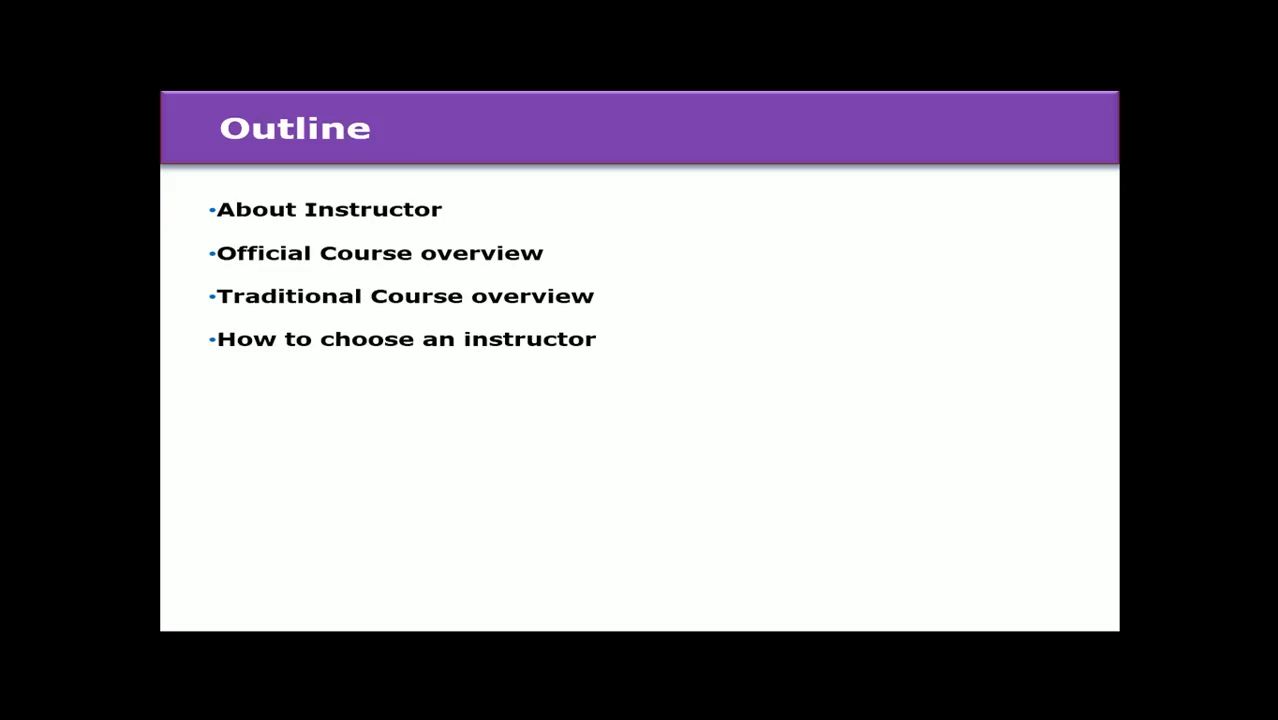 Outline
•About Instructor
•Official Course overview
•Traditional Course overview
•How to choose an instructor